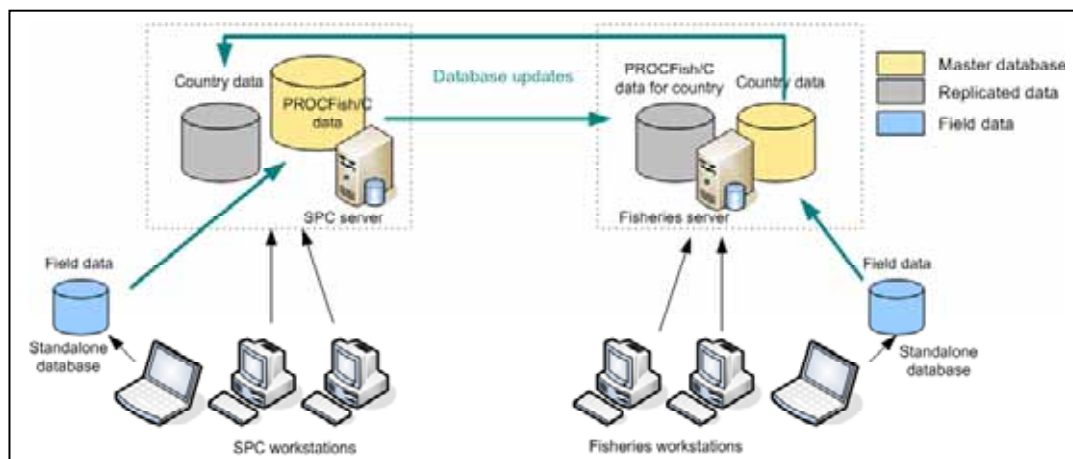 Country data
PROCFish/C
data
SPC server
Database updates
PROCFish/C
data for country
Country data
Fisheries server
Master database
Replicated data
Field data
Field data
Standalone
database
SPC workstations
Field data
Standalone
database
Fisheries workstations